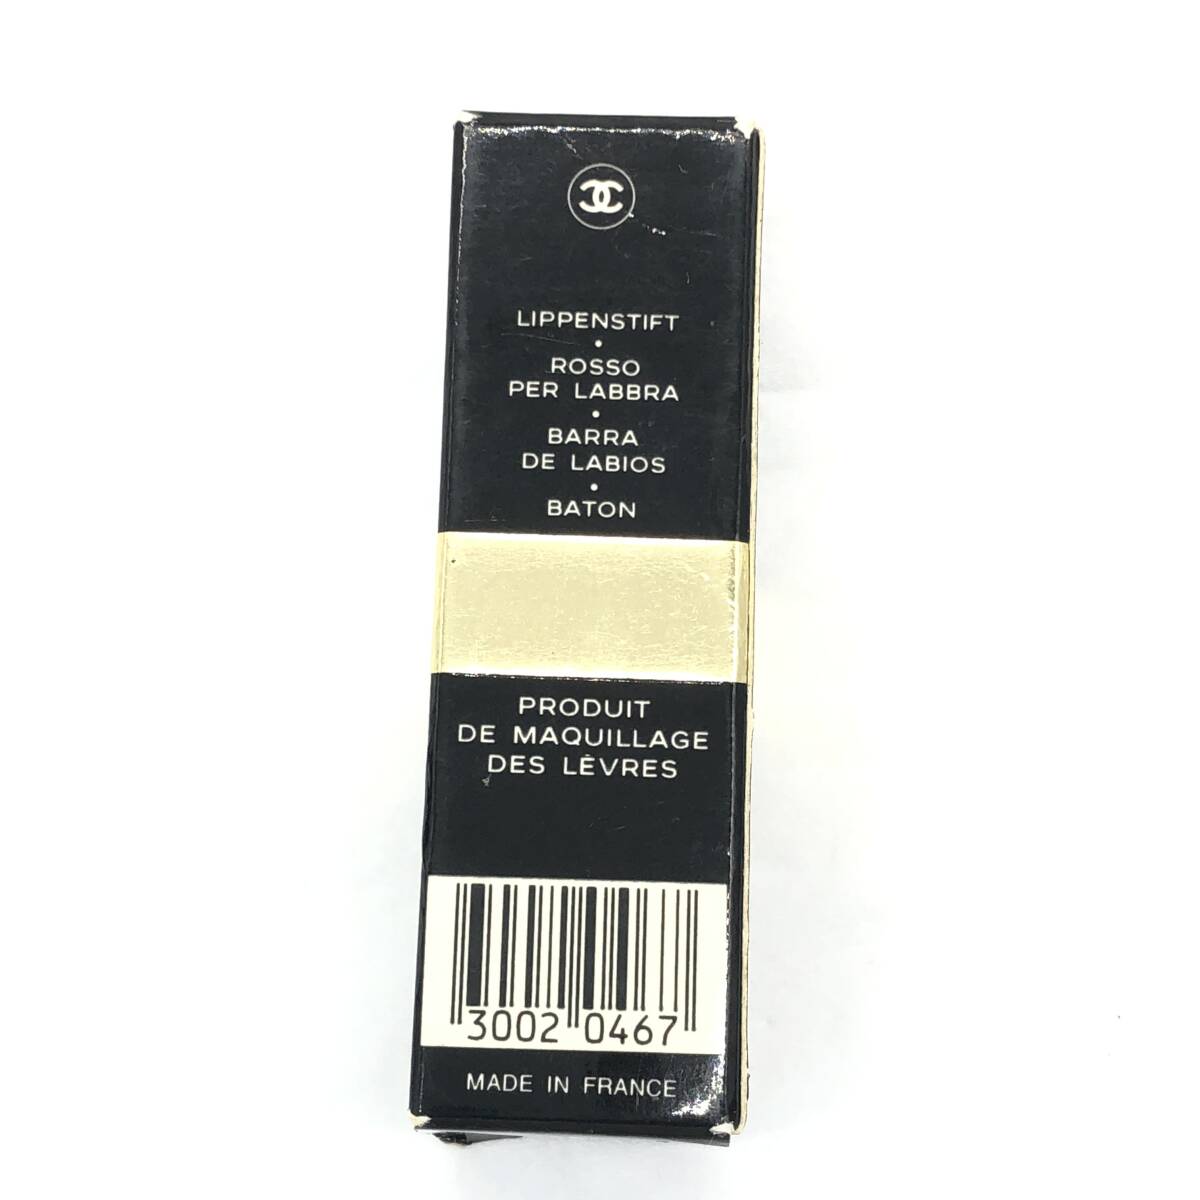 LIPPENSTIFT
•
ROSSO
PER LABBRA
•
BARRA
DE LABIOS
•
BATON
PRODUIT
DE MAQUILLAGE
DES LÈVRES
3002 0467
MADE IN FRANCE